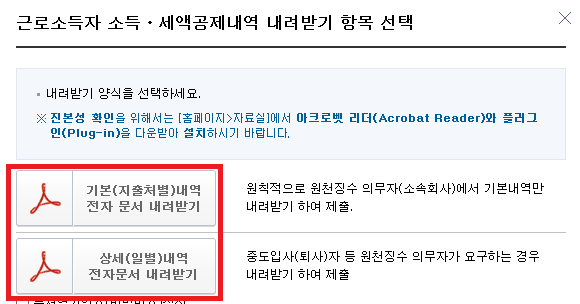 근로소득자 소득·세액공제내역 내려받기 항목 선택
내려받기 양식을 선택하세요.
※ 진본성 확인을 위해서는 [홈페이지>자료실]에서 아크로벳 리더(Acrobat Reader)와 플러그
인(Plug-in)을 다운받아 설치하시기 바랍니다.
기본(지출처별)내역
전자 문서 내려받기
원칙적으로 원천징수 의무자(소속회사)에서 기본내역만
내려받기 하여 제출.
상세(일별)내역
전자문서 내려받기
중도입사(퇴사)자 등 원천징수 의무자가 요구하는 경우
내려받기 하여 제출